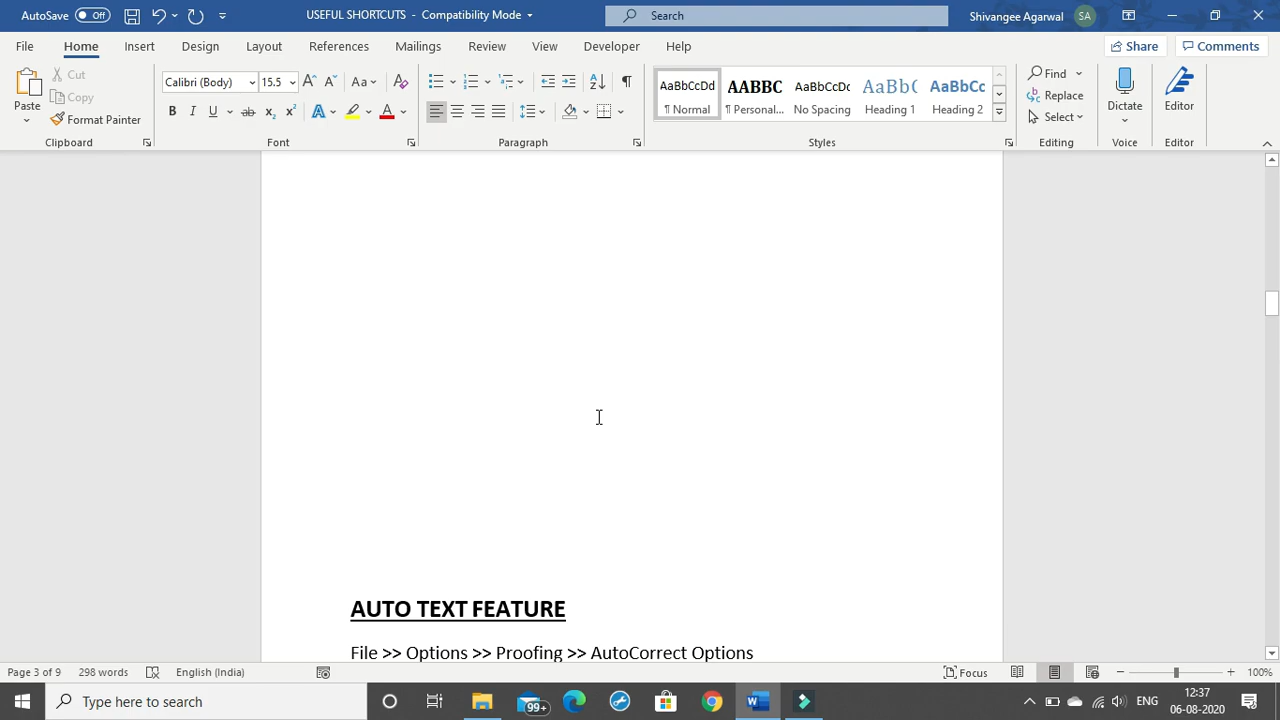 AutoSave Off USEFUL SHORTCUTS - Compatibility Mode Search Shivangee Agarwal SA
File Home Insert Design Layout References Mailings Review View Developer Help Share Comments
Paste Cut Copy Format Painter
Calibri (Body) 15.5
AaBbCcDd AABBC AaBbCcDc AaBbC AaBbCc
¶ Normal ¶ Personal... No Spacing Heading 1 Heading 2
Find Replace Select
Dictate Editor
Clipboard Font Paragraph Styles Editing Voice Editor
AUTO TEXT FEATURE
File >> Options >> Proofing >> AutoCorrect Options
Page 3 of 9 298 words English (India) Focus 100%
Type here to search 99+ ENG 12:37
06-08-2020